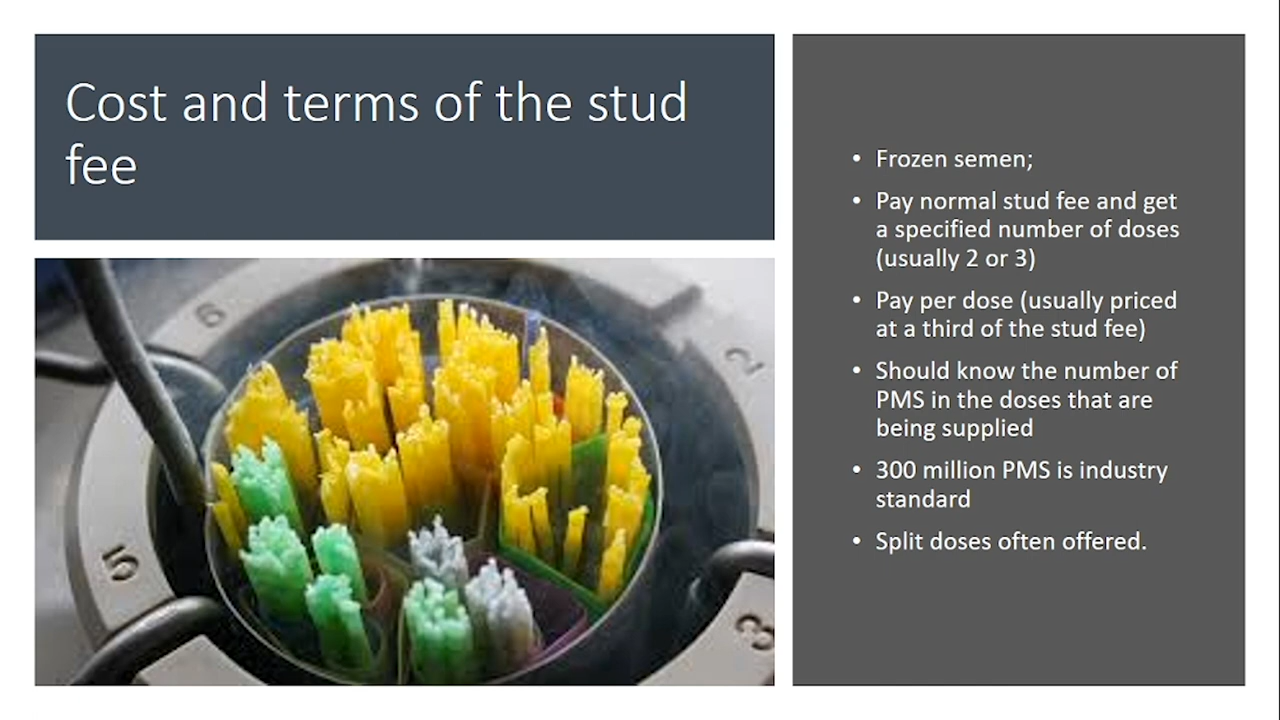 Cost and terms of the stud
fee
• Frozen semen;
• Pay normal stud fee and get
a specified number of doses
(usually 2 or 3)
• Pay per dose (usually priced
at a third of the stud fee)
• Should know the number of
PMS in the doses that are
being supplied
• 300 million PMS is industry
standard
• Split doses often offered.
6
15
3